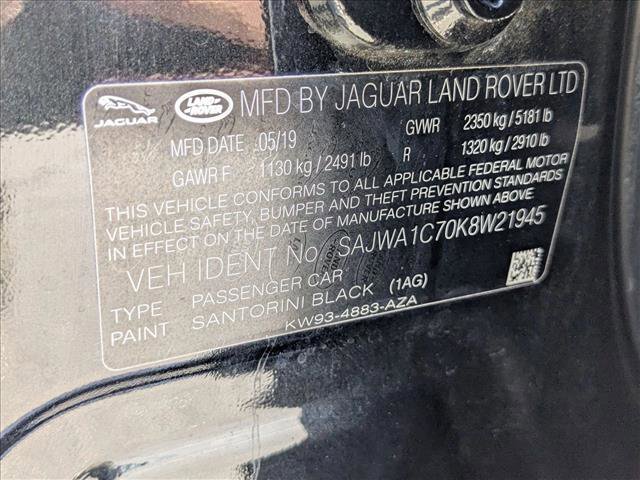 JAGUAR LAND ROVER MFD BY JAGUAR LAND ROVER LTD
MFD DATE 05/19 GVWR 2350 kg / 5181 lb
GAWR F 1130 kg / 2491 lb R 1320 kg / 2910 lb
THIS VEHICLE CONFORMS TO ALL APPLICABLE FEDERAL MOTOR
VEHICLE SAFETY, BUMPER AND THEFT PREVENTION STANDARDS
IN EFFECT ON THE DATE OF MANUFACTURE SHOWN ABOVE.
VEH IDENT No SAJWA1C70K8W21945
TYPE PASSENGER CAR
PAINT SANTORINI BLACK (1AG)
KW93-4883-AZA